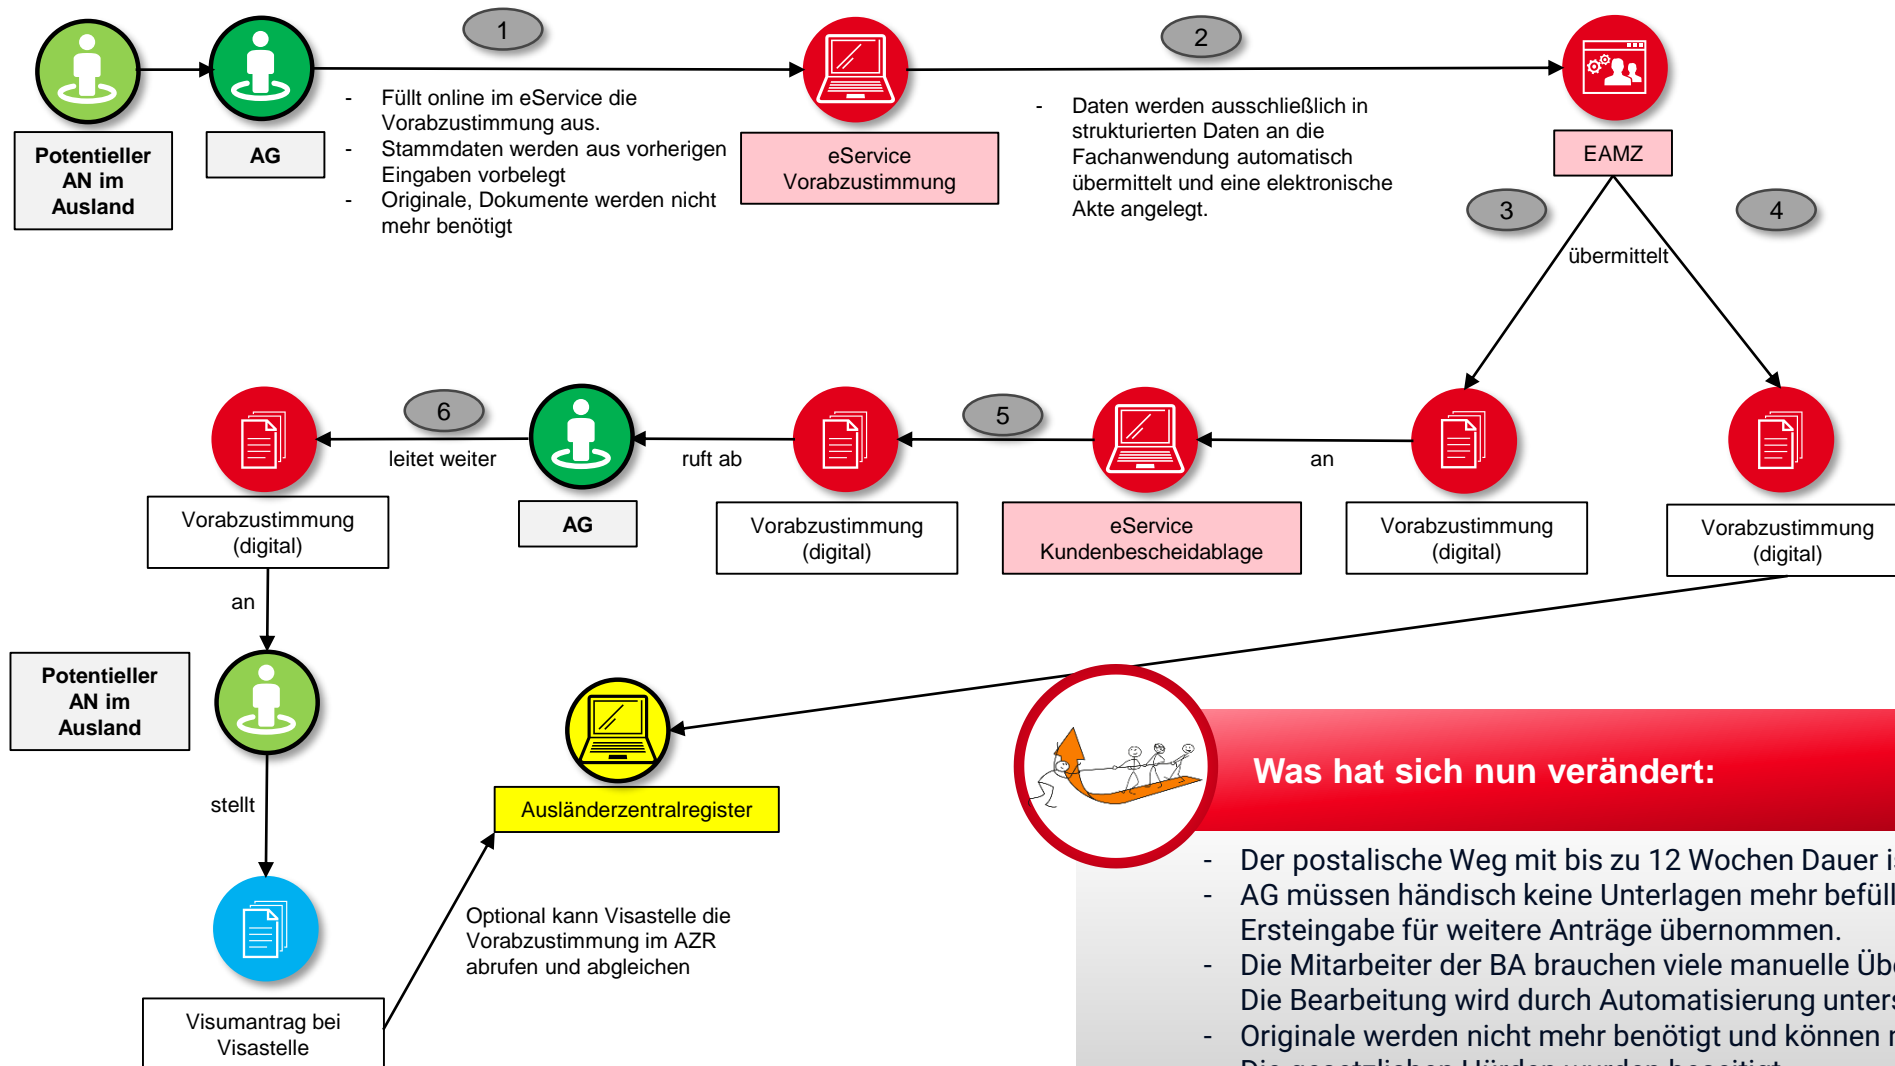 1
2
- Füllt online im eService die
Vorabzustimmung aus.
- Stammdaten werden aus vorherigen
Eingaben vorbelegt
- Originale, Dokumente werden nicht
mehr benötigt
- Daten werden ausschließlich in
strukturierten Daten an die
Fachanwendung automatisch
übermittelt und eine elektronische
Akte angelegt.
Potentieller
AN im
Ausland
AG
eService
Vorabzustimmung
EAMZ
3
4
übermittelt
6
5
leitet weiter
ruft ab
an
Vorabzustimmung
(digital)
AG
Vorabzustimmung
(digital)
eService
Kundenbescheidablage
Vorabzustimmung
(digital)
Vorabzustimmung
(digital)
an
Potentieller
AN im
Ausland
stellt
Ausländerzentralregister
Optional kann Visastelle die
Vorabzustimmung im AZR
abrufen und abgleichen
Visumantrag bei
Visastelle
Was hat sich nun verändert:
- Der postalische Weg mit bis zu 12 Wochen Dauer
- AG müssen händisch keine Unterlagen mehr
Ersteingabe für weitere Anträge übernommen.
- Die Mitarbeiter der BA brauchen viele manuelle
Die Bearbeitung wird durch Automatisierung
- Originale werden nicht mehr benötigt und können
Die gesetzlichen Hürden wurden beseitigt